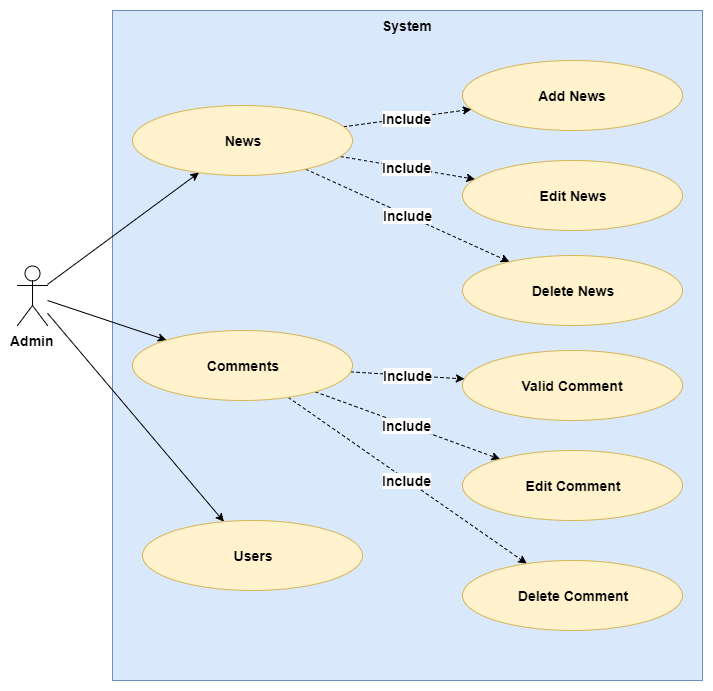 System
Add News
Include
News
Include
Edit News
Include
Delete News
Admin
Comments
Include
Valid Comment
Include
Edit Comment
Include
Users
Delete Comment